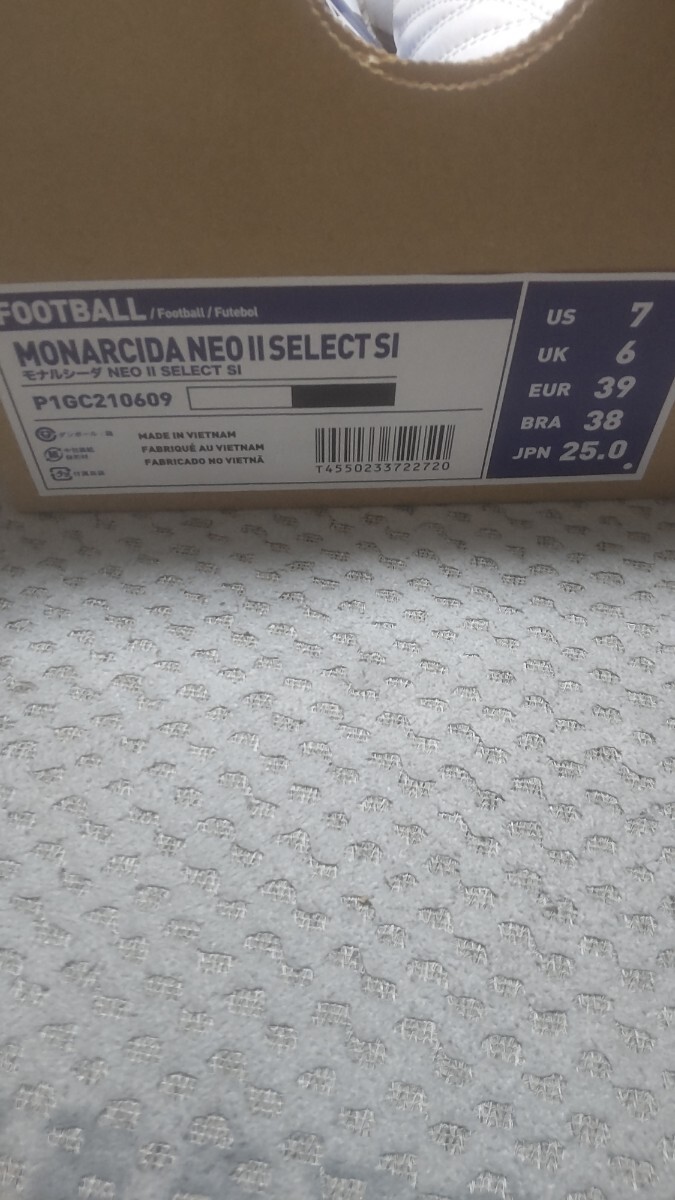 FOOTBALL / Football / Futebol
MONARCIDA NEO II SELECT SI
モナルシーダ NEO II SELECT SI
P1GC210609
MADE IN VIETNAM
FABRIQUÉ AU VIETNAM
FABRICADO NO VIETNÃ
T4550233722720
US 7
UK 6
EUR 39
BRA 38
JPN 25.0